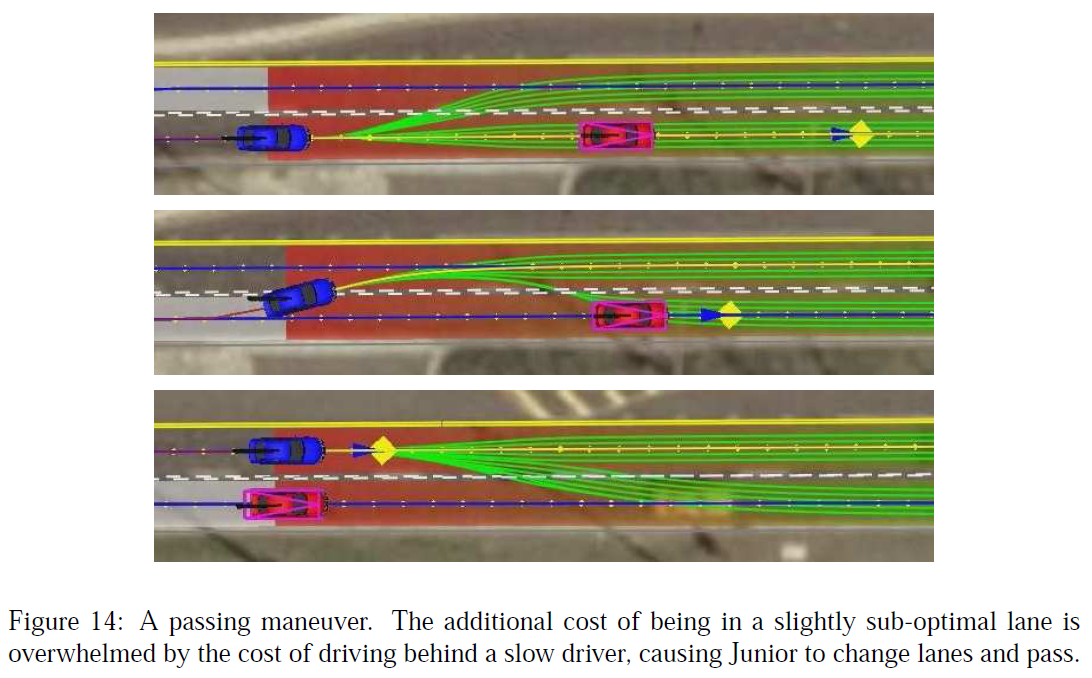 Figure 14: A passing maneuver. The additional cost of being in a slightly sub-optimal lane is
overwhelmed by the cost of driving behind a slow driver, causing Junior to change lanes and pass.